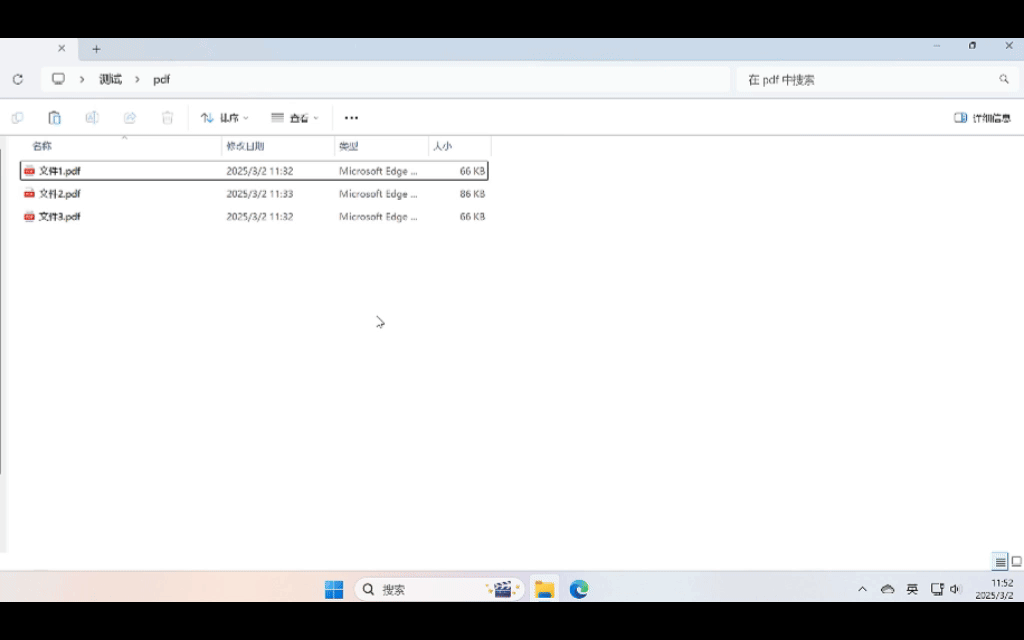 测试 > pdf
在 pdf 中搜索
排序 查看 ... 详细信息
名称 修改日期 类型 大小
文件1.pdf 2025/3/2 11:32 Microsoft Edge ... 66 KB
文件2.pdf 2025/3/2 11:33 Microsoft Edge ... 86 KB
文件3.pdf 2025/3/2 11:32 Microsoft Edge ... 66 KB
搜索
英
11:52
2025/3/2